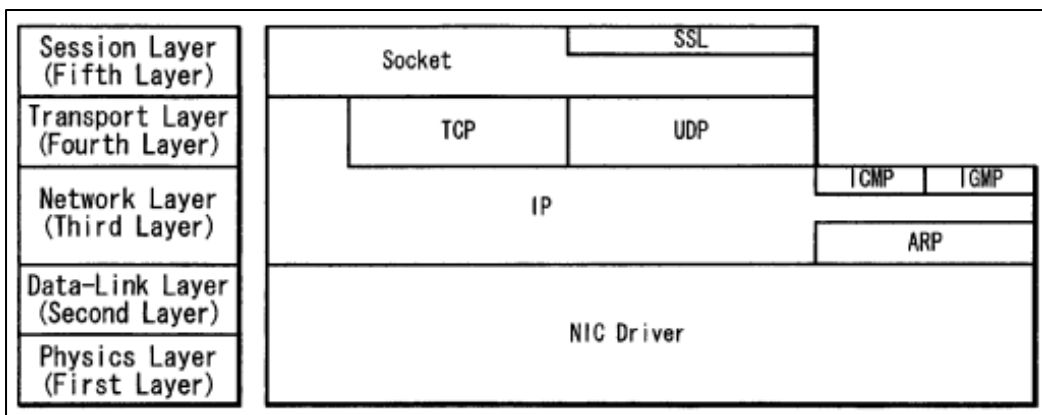 Session Layer
(Fifth Layer)
Socket
SSL
Transport Layer
(Fourth Layer)
TCP
UDP
Network Layer
(Third Layer)
IP
ICMP
IGMP
ARP
Data-Link Layer
(Second Layer)
NIC Driver
Physics Layer
(First Layer)